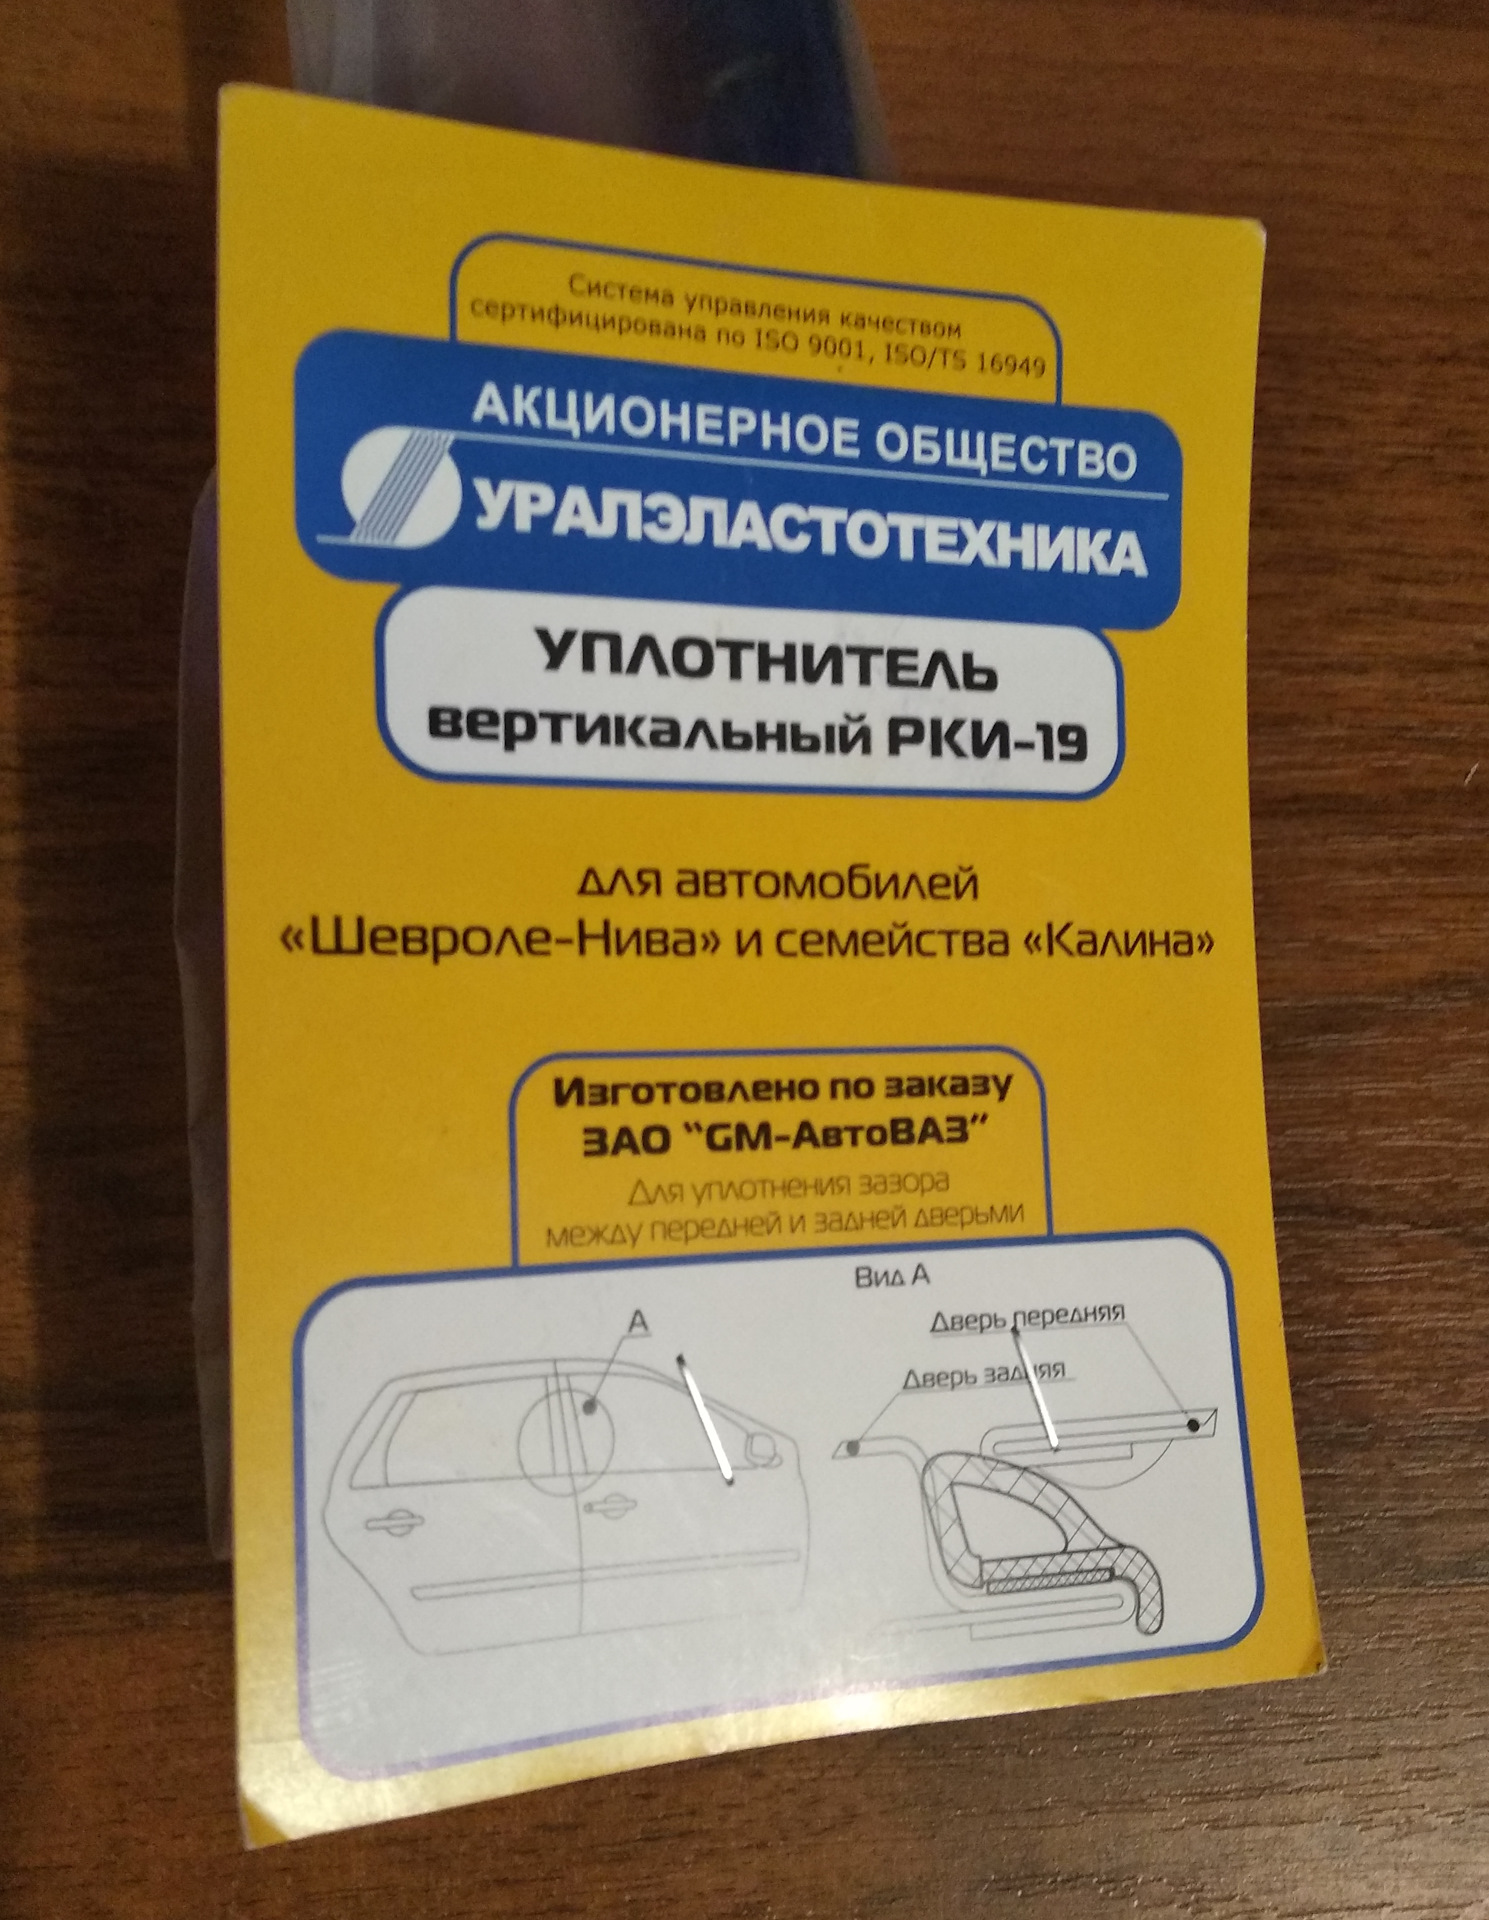 Система управления качеством
сертифицирована по ISO 9001, ISO/TS 16949
АКЦИОНЕРНОЕ ОБЩЕСТВО
УРАЛЭЛАСТОТЕХНИКА
УПЛОТНИТЕЛЬ
вертикальный РКИ-19
для автомобилей
«Шевроле-Нива» и семейства «Калина»
Изготовлено по заказу
ЗАО "GM-АвтоВАЗ"
Для уплотнения зазора
между передней и задней дверьми
Вид А
А
Дверь передняя
Дверь задняя